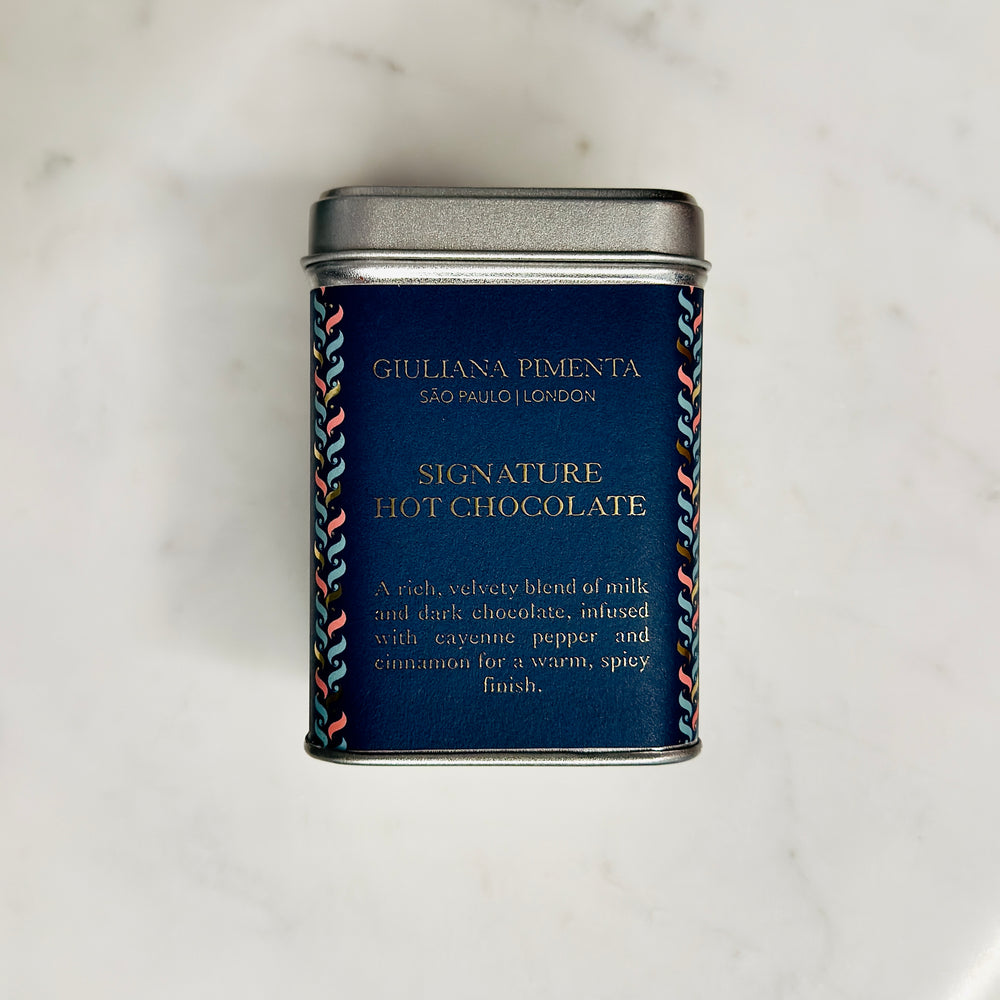 GIULIANA PIMENTA
SÃO PAULO | LONDON
SIGNATURE
HOT CHOCOLATE
A rich, velvety blend of milk
and dark chocolate, infused
with cayenne pepper and
cinnamon for a warm, spicy
finish.